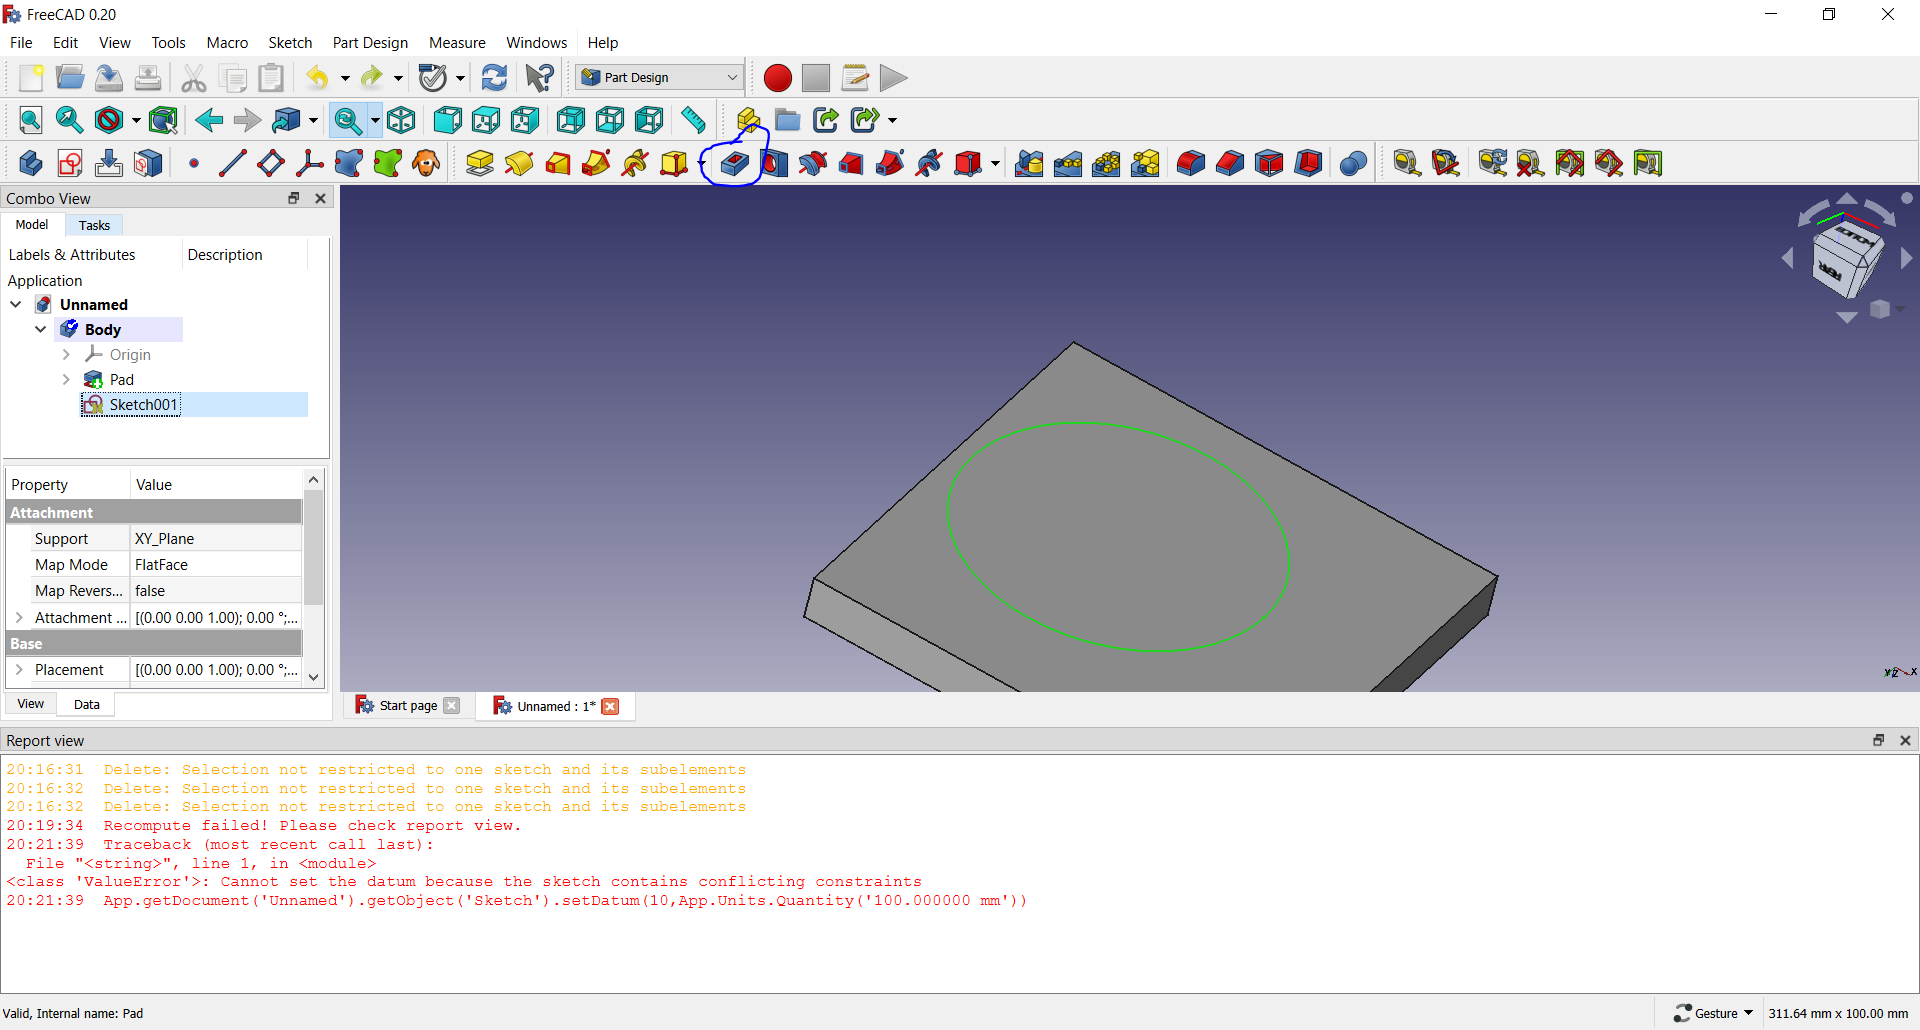 FreeCAD 0.20
File Edit View Tools Macro Sketch Part Design Measure Windows Help
Part Design
Combo View
Model Tasks
Labels & Attributes Description
Application
Unnamed
Body
Origin
Pad
Sketch001
Property Value
Attachment
Support XY_Plane
Map Mode FlatFace
Map Revers... false
Attachment ... [(0.00 0.00 1.00); 0.00 °;...
Base
Placement [(0.00 0.00 1.00); 0.00 °;...
View Data
Start page Unnamed : 1*
Report view
20:16:31 Delete: Selection not restricted to one sketch and its subelements
20:16:32 Delete: Selection not restricted to one sketch and its subelements
20:16:32 Delete: Selection not restricted to one sketch and its subelements
20:19:34 Recompute failed! Please check report view.
20:21:39 Traceback (most recent call last):
File "<string>", line 1, in <module>
<class 'ValueError'>: Cannot set the datum because the sketch contains conflicting constraints
20:21:39 App.getDocument('Unnamed').getObject('Sketch').setDatum(10,App.Units.Quantity('100.000000 mm'))
Valid, Internal name: Pad
Gesture 311.64 mm x 100.00 mm